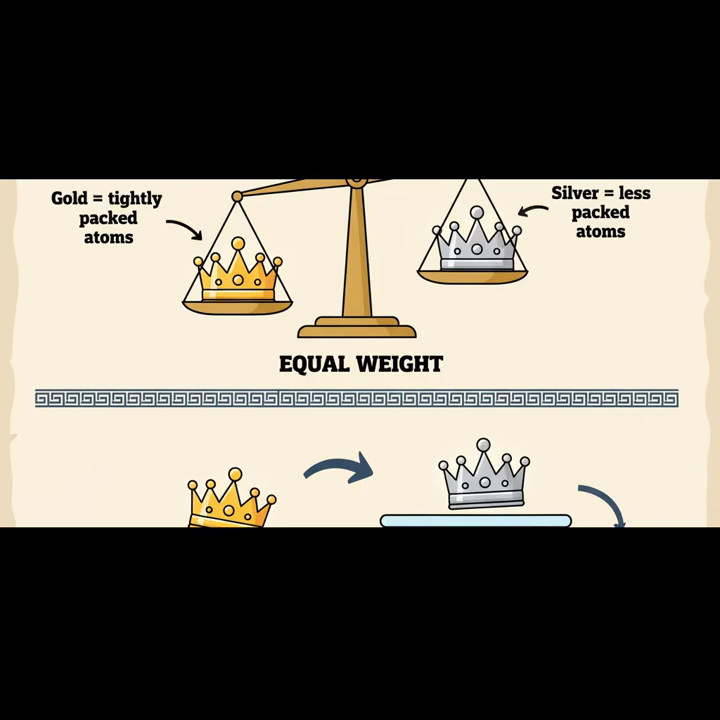 Gold = tightly
packed
atoms
Silver = less
packed
atoms
EQUAL WEIGHT